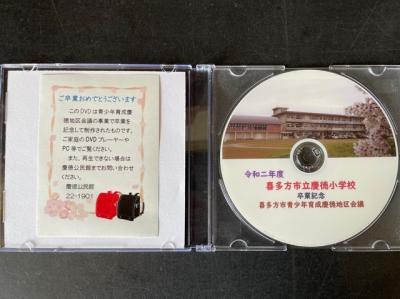 ご卒業おめでとうございます
このDVDは青少年育成慶
徳地区会議の事業で卒業を
記念して制作されたものです。
ご家庭のDVDプレーヤーや
PC等でご覧ください。
また、再生できない場合は
慶徳公民館までお問い合わせ
ください。
慶徳公民館
22-1901
令和二年度
喜多方市立慶徳小学校
卒業記念
喜多方市青少年育成慶徳地区会議